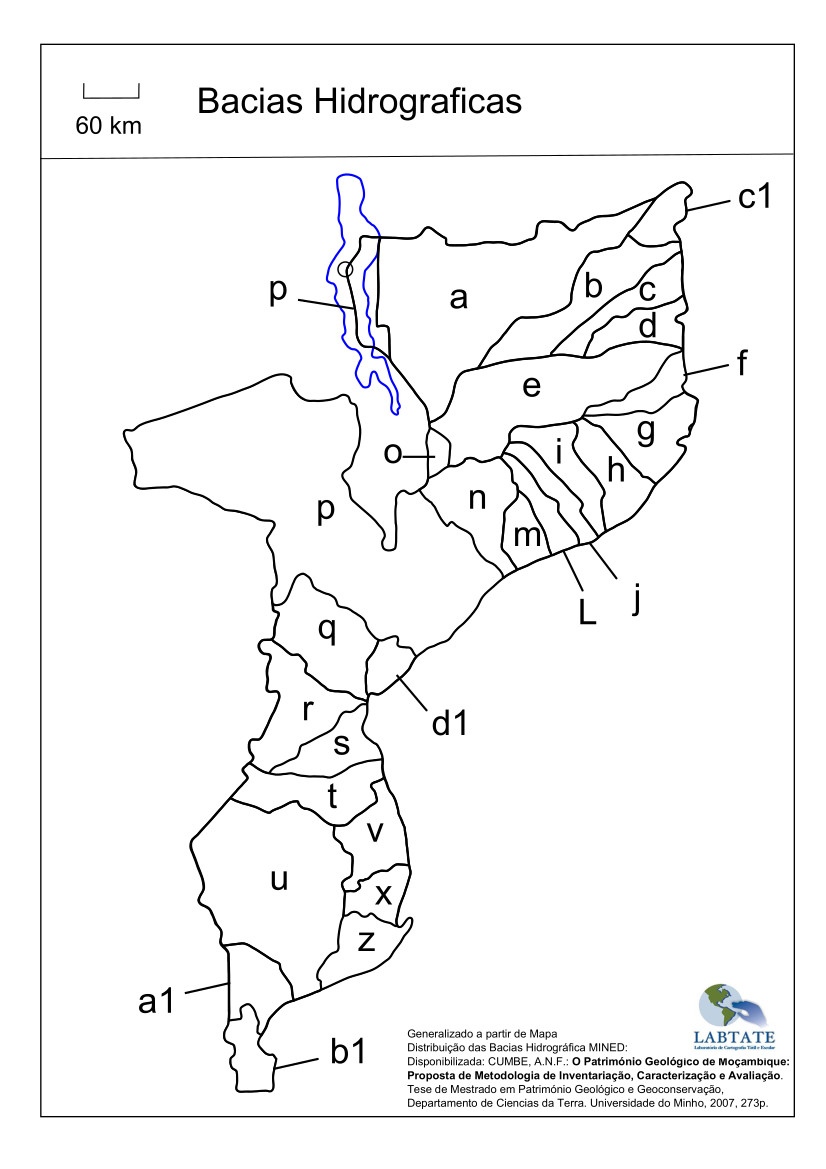 Bacias Hidrograficas
60 km
c1
p
a
b
c
d
f
e
g
o
i
h
p
n
m
j
L
q
d1
r
s
t
v
u
x
z
a1
b1
LABTATE
Laboratório de Cartografia Tátil e Escolar
Generalizado a partir de Mapa
Distribuição das Bacias Hidrográfica MINED:
Disponibilizada: CUMBE, A.N.F.: O Património Geológico de Moçambique:
Proposta de Metodologia de Inventariação, Caracterização e Avaliação.
Tese de Mestrado em Património Geológico e Geoconservação,
Departamento de Ciencias da Terra. Universidade do Minho, 2007, 273p.